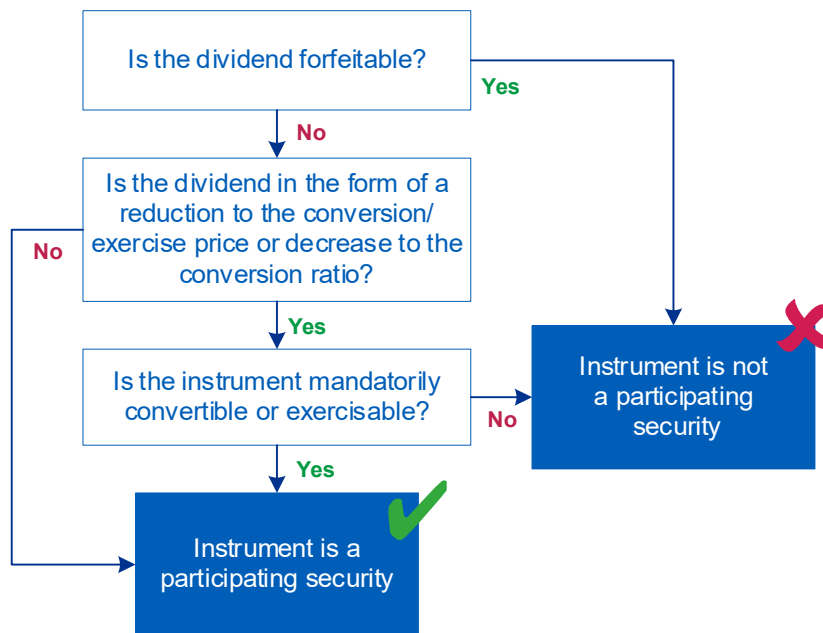 Is the dividend forfeitable?
Yes
No
Is the dividend in the form of a
reduction to the conversion/
exercise price or decrease to the
conversion ratio?
No
Yes
Is the instrument mandatorily
convertible or exercisable?
No
Yes
Instrument is not
a participating
security
Instrument is a
participating security